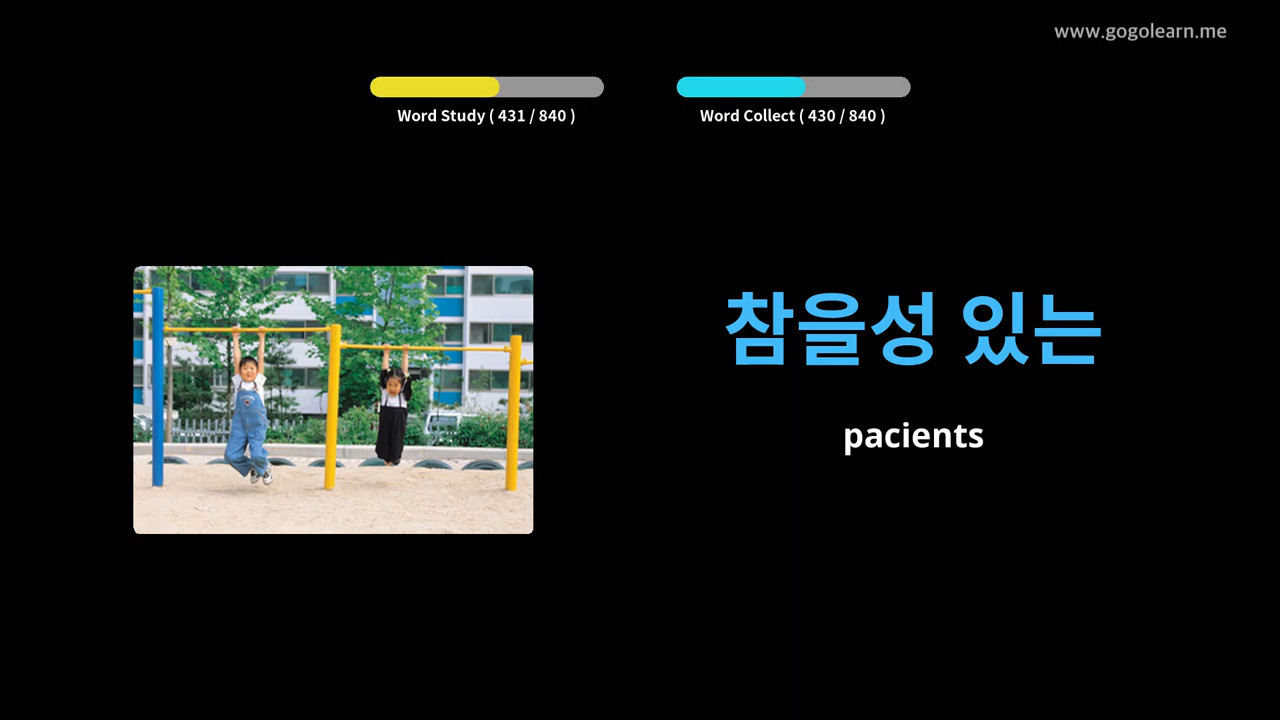 www.gogolearn.me
Word Study ( 431 / 840 )
Word Collect ( 430 / 840 )
참을성 있는
pacients